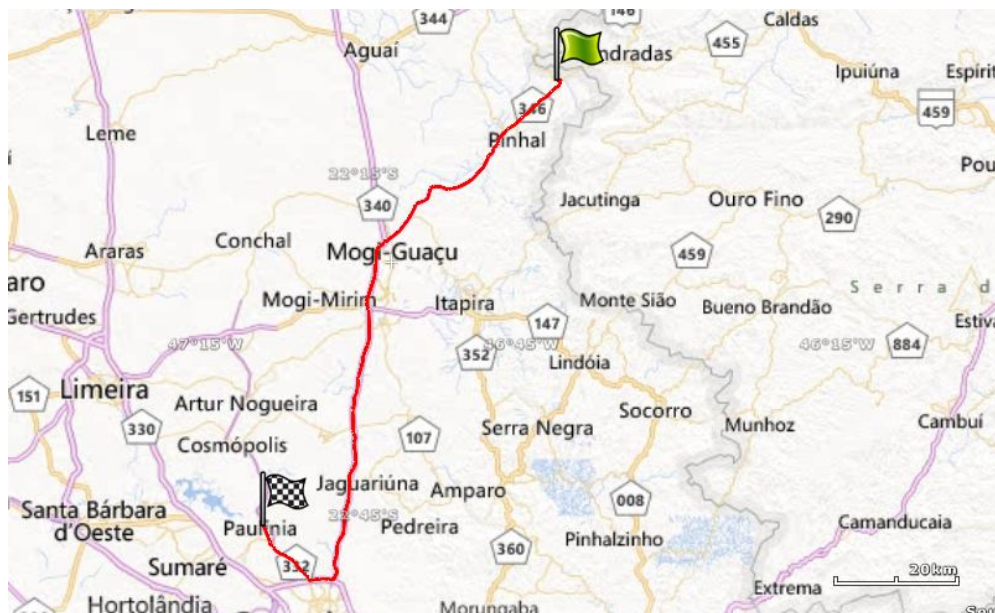 344
146
Caldas
Aguaí
ndradas
455
Ipuiúna
Espírit
346
459
Leme
Pinhal
Pou
22°15'S
340
Jacutinga
Ouro Fino
290
Araras
Conchal
Mogi-Guaçu
459
aro
Mogi-Mirim
Itapira
Monte Sião
Bueno Brandão
Serra d
Gertrudes
147
Estiva
47°15'W
352
46°45'W
46°15'W
884
Lindóia
Limeira
151
Artur Nogueira
Socorro
330
Serra Negra
Munhoz
Cambuí
107
Cosmópolis
Jaguariúna
Amparo
008
Santa Bárbara
d'Oeste
22°45'S
Paulínia
Pedreira
Camanducaia
360
Pinhalzinho
332
Sumaré
20km
Extrema
Hortolândia
Morungaba